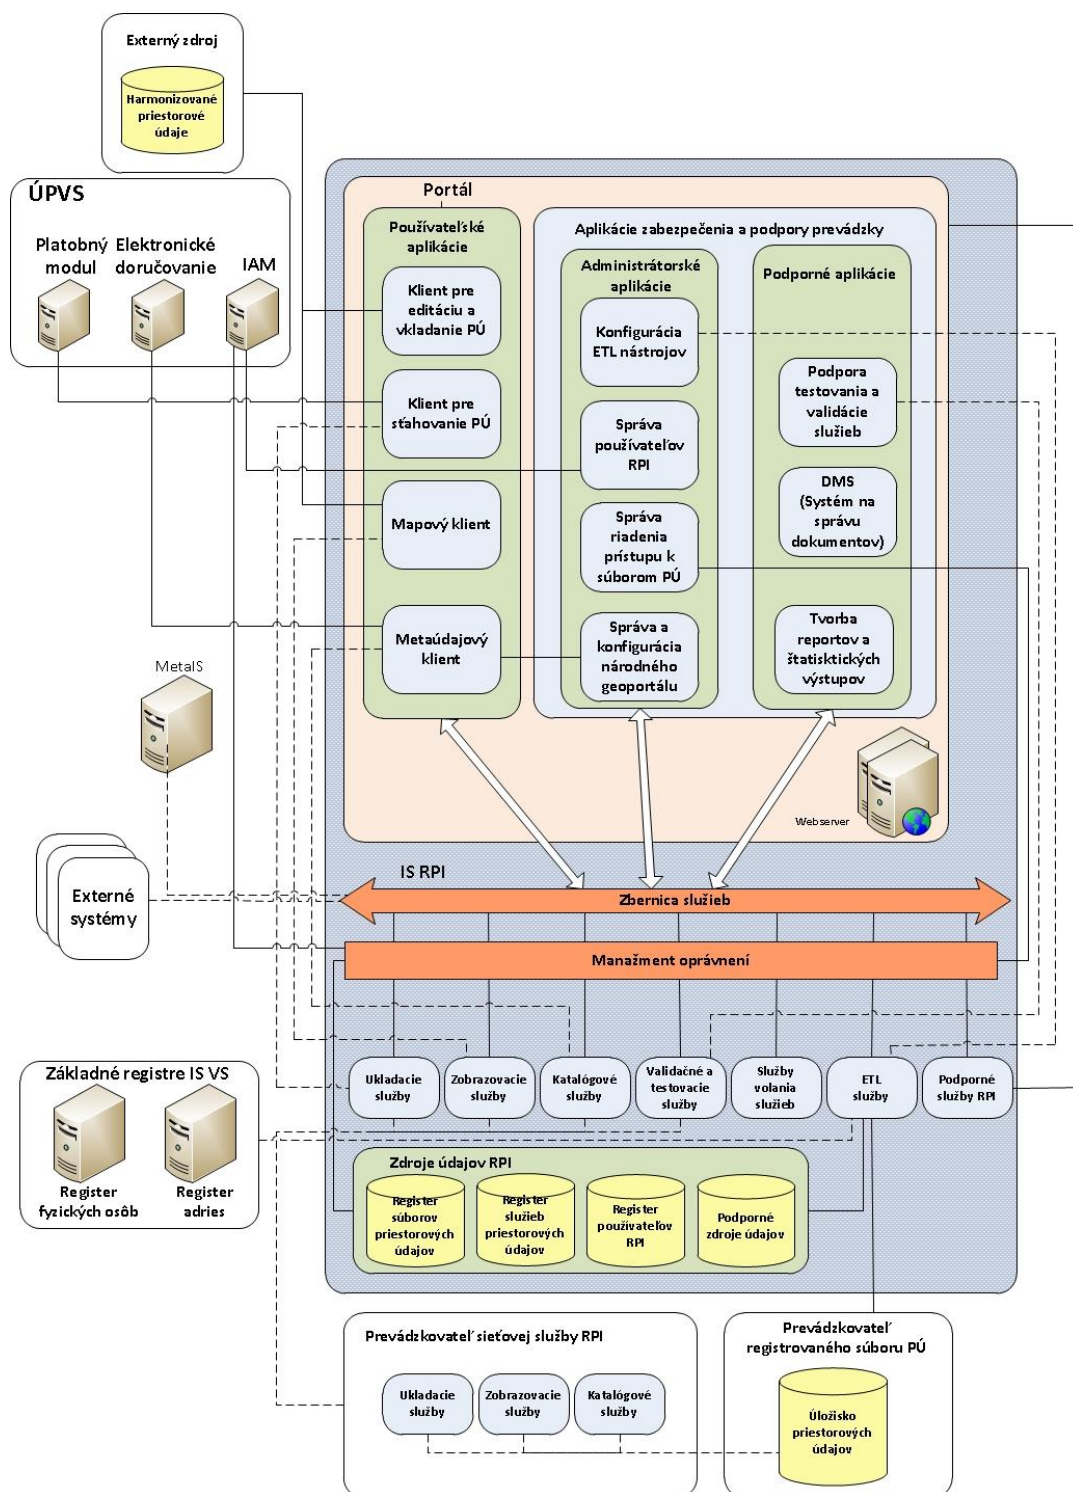 Externý zdroj
Harmonizované
priestorové
údaje
ÚPVS
Platobný
modul
Elektronické
doručovanie
IAM
Portál
Používateľské
aplikácie
Klient pre
editáciu a
vkladanie PÚ
Klient pre
sťahovanie PÚ
Mapový klient
Metaúdajový
klient
Aplikácie zabezpečenia a podpory prevádzky
Administrátorské
aplikácie
Konfigurácia
ETL nástrojov
Správa
používateľov
RPI
Správa
riadenia
prístupu k
súborom PÚ
Správa a
konfigurácia
národného
geoportálu
Podporné aplikácie
Podpora
testovania a
validácie
služieb
DMS
(Systém na
správu
dokumentov)
Tvorba
reportov a
štatisktických
výstupov
MetaIS
Webserver
Externé
systémy
IS RPI
Zbernica služieb
Manažment oprávnení
Základné registre IS VS
Register
fyzických osôb
Register
adries
Ukladacie
služby
Zobrazovacie
služby
Katalógové
služby
Validačné a
testovacie
služby
Služby
volania
služieb
ETL
služby
Podporné
služby RPI
Zdroje údajov RPI
Register
súborov
priestorových
údajov
Register
služieb
priestorových
údajov
Register
používateľov
RPI
Podporné
zdroje údajov
Prevádzkovateľ sieťovej služby RPI
Ukladacie
služby
Zobrazovacie
služby
Katalógové
služby
Prevádzkovateľ
registrovaného súboru PÚ
Úložisko
priestorových
údajov